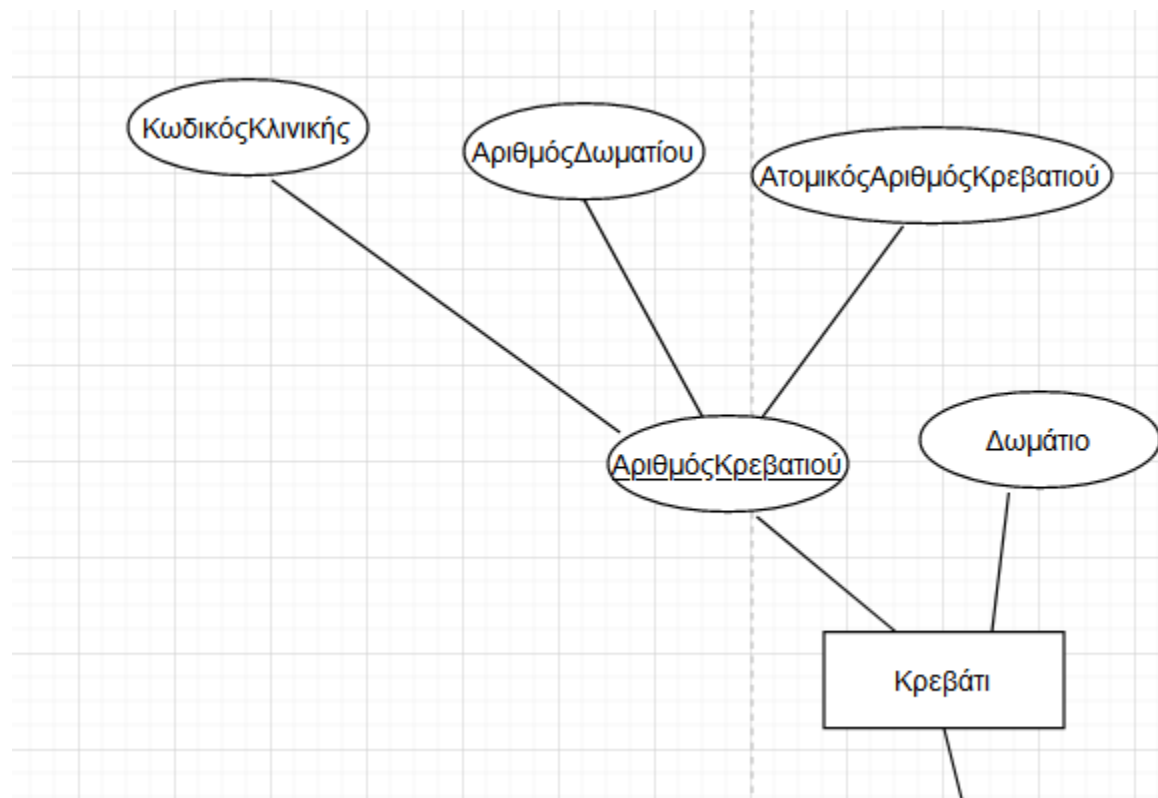 ΚωδικόςΚλινικής
ΑριθμόςΔωματίου
ΑτομικόςΑριθμόςΚρεβατιού
ΑριθμόςΚρεβατιού
Δωμάτιο
Κρεβάτι